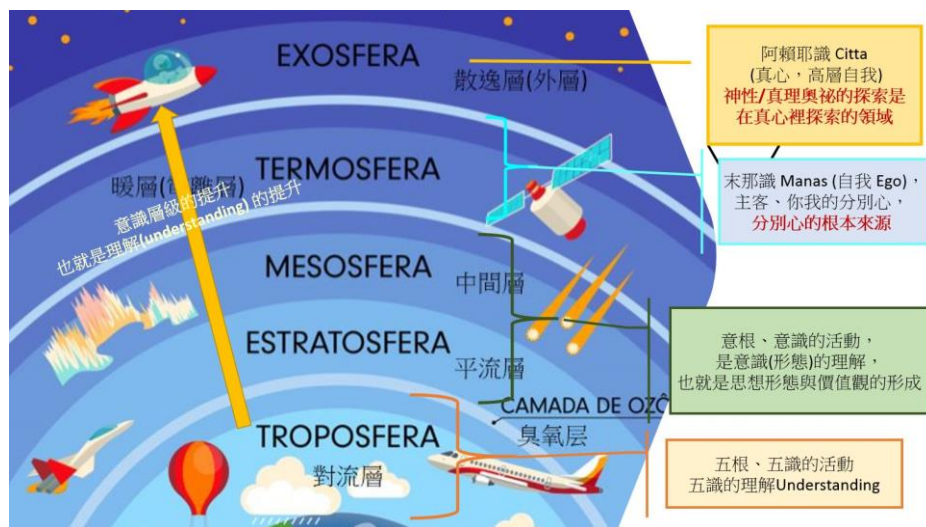 EXOSFERA
散逸層(外層)
阿賴耶識 Citta
(真心，高層自我)
神性/真理奧祕的探索是
在真心裡探索的領域
TERMOSFERA
暖層(電離層)
末那識 Manas (自我 Ego)，
主客、你我的分別心，
分別心的根本來源
意識層級的提升
也就是理解(understanding) 的提升
MESOSFERA
中間層
ESTRATOSFERA
平流層
意根、意識的活動，
是意識(形態)的理解，
也就是思想形態與價值觀的形成
CAMADA DE OZÔ
臭氧层
TROPOSFERA
對流層
五根、五識的活動
五識的理解Understanding